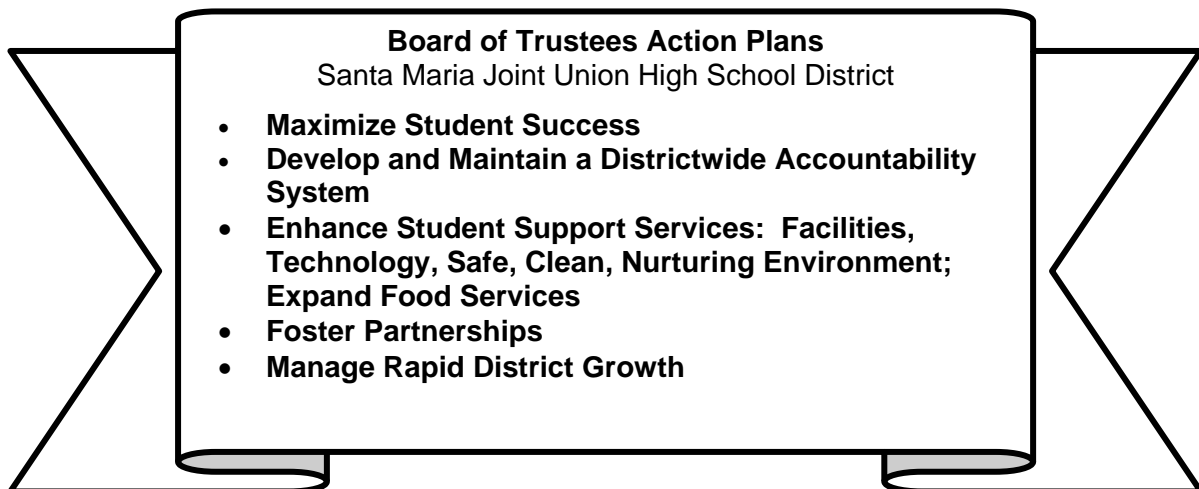 Board of Trustees Action Plans
Santa Maria Joint Union High School District
• Maximize Student Success
• Develop and Maintain a Districtwide Accountability
System
• Enhance Student Support Services:  Facilities,
Technology, Safe, Clean, Nurturing Environment;
Expand Food Services
• Foster Partnerships
• Manage Rapid District Growth